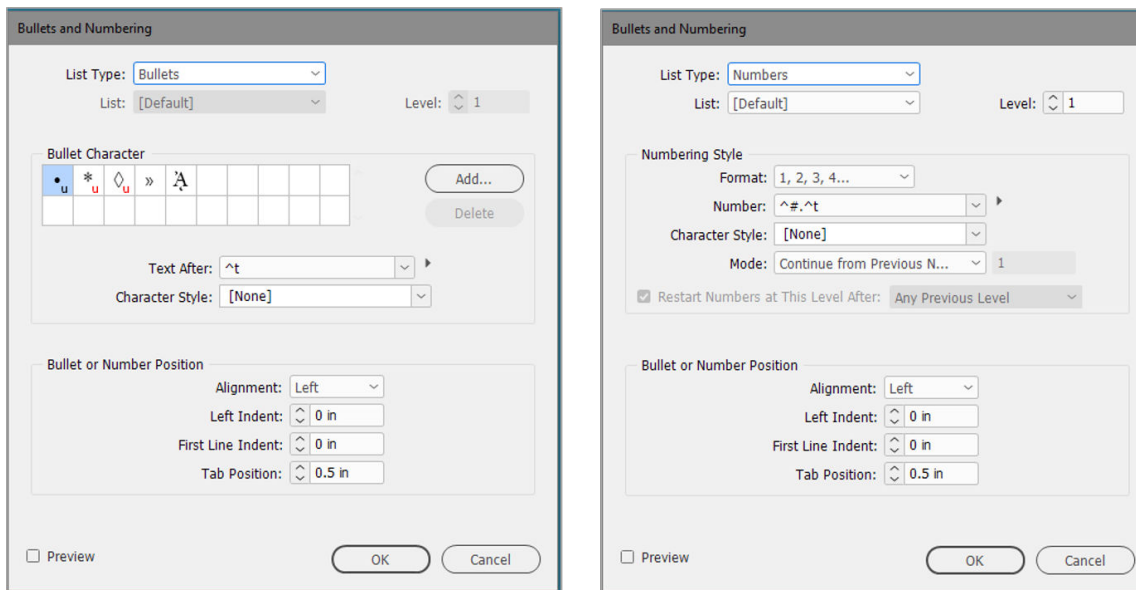 Bullets and Numbering
List Type: Bullets
List: [Default] Level: 1
Bullet Character
•u *u ◊u » Ά̣
Add...
Delete
Text After: ^t
Character Style: [None]
Bullet or Number Position
Alignment: Left
Left Indent: 0 in
First Line Indent: 0 in
Tab Position: 0.5 in
Preview OK Cancel
Bullets and Numbering
List Type: Numbers
List: [Default] Level: 1
Numbering Style
Format: 1, 2, 3, 4...
Number: ^#.^t
Character Style: [None]
Mode: Continue from Previous N... 1
Restart Numbers at This Level After: Any Previous Level
Bullet or Number Position
Alignment: Left
Left Indent: 0 in
First Line Indent: 0 in
Tab Position: 0.5 in
Preview OK Cancel